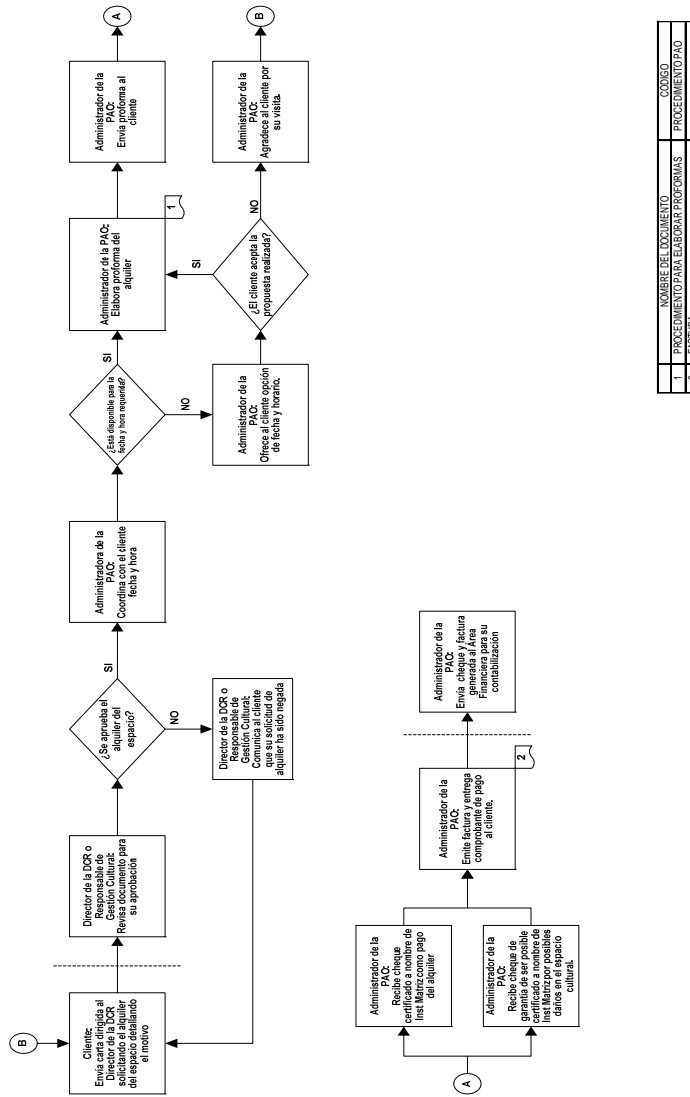 B
Cliente:
Envía carta dirigida al
Director de la DCR
solicitando el alquiler
del espacio detallando
el motivo
Director de la DCR o
Responsable de
Gestión Cultural:
Revisa documento para
su aprobación
¿Se aprueba el
alquiler del
espacio?
SI
NO
Director de la DCR o
Responsable de
Gestión Cultural:
Comunica al cliente
que su solicitud de
alquiler ha sido negada
Administradora de la
PAO:
Coordina con el cliente
fecha y hora
¿Está disponible para la
fecha y hora requerida?
SI
NO
Administrador de la PAO:
Elabora proforma del
alquiler
1
Administrador de la
PAO:
Envía proforma al
cliente
A
Administrador de la
PAO:
Ofrece al cliente opción
de fecha y horario.
¿El cliente acepta la
propuesta realizada?
SI
NO
Administrador de la
PAO:
Agradece al cliente por
su visita.
B
A
Administrador de la
PAO:
Recibe cheque
certificado a nombre de
Inst Matriz como pago
del alquiler
Administrador de la
PAO:
Recibe cheque de
garantía de ser posible
certificado a nombre de
Inst Matriz por posibles
daños en el espacio
cultural.
Administrador de la
PAO:
Emite factura y entrega
comprobante de pago
al cliente.
2
Administrador de la
PAO:
Envía cheque y factura
generada al Área
Financiera para su
contabilización
NOMBRE DEL DOCUMENTO CODIGO
1 PROCEDIMIENTO PARA ELABORAR PROFORMAS PROCEDIMIENTO PAO